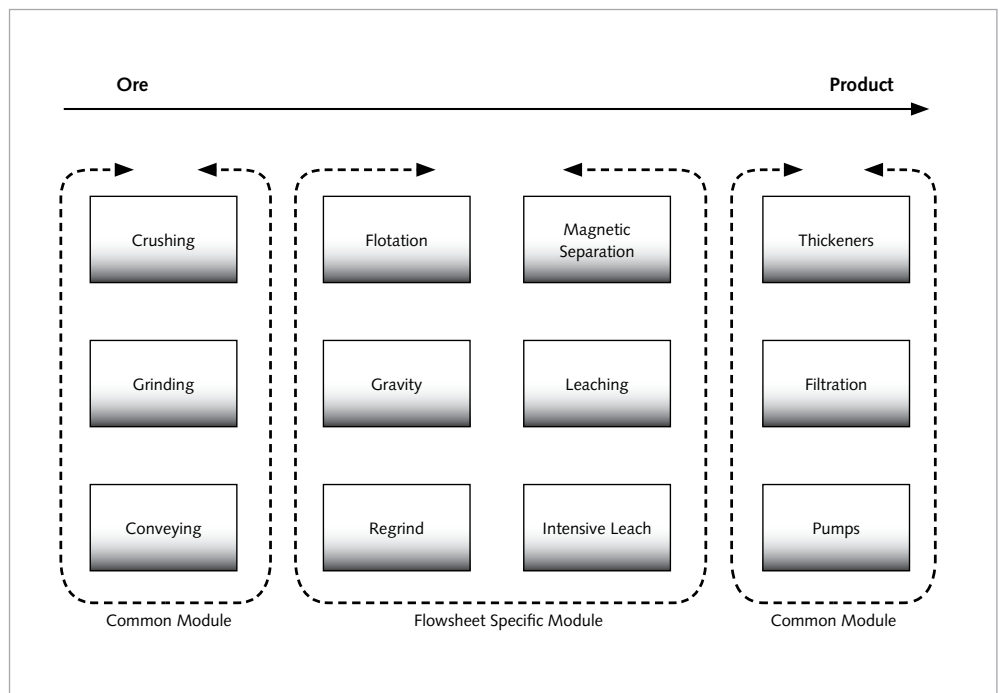 Ore
Product
Crushing
Flotation
Magnetic
Separation
Thickeners
Grinding
Gravity
Leaching
Filtration
Conveying
Regrind
Intensive Leach
Pumps
Common Module
Flowsheet Specific Module
Common Module